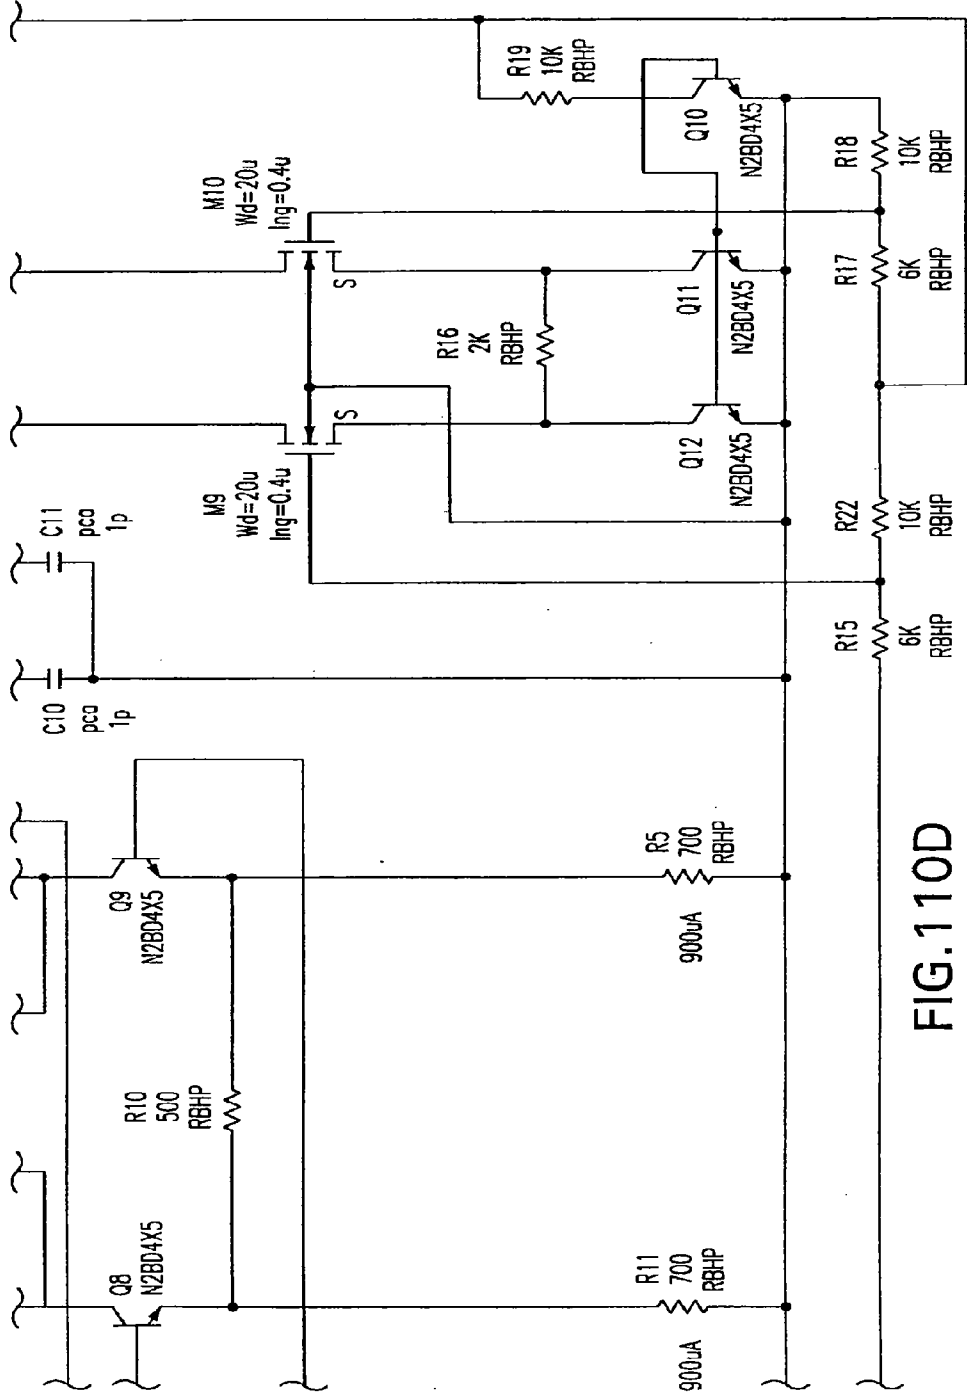 R19
10K
RBHP
M10
Wd=20u
lng=0.4u
S
Q10
N2BD4X5
R18
10K
RBHP
R16
2K
RBHP
Q11
N2BD4X5
R17
6K
RBHP
M9
Wd=20u
lng=0.4u
S
Q12
N2BD4X5
R22
10K
RBHP
C11
pca
1p
C10
pca
1p
R15
6K
RBHP
Q9
N2BD4X5
R5
700
RBHP
900uA
R10
500
RBHP
Q8
N2BD4X5
R11
700
RBHP
900uA
FIG.110D